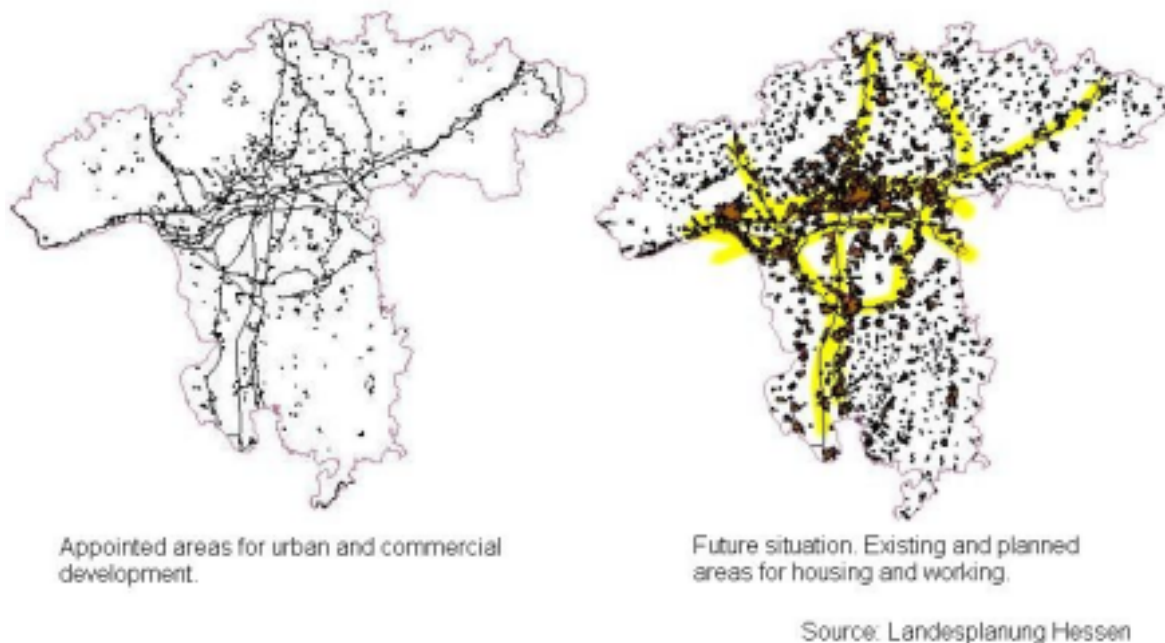 Appointed areas for urban and commercial
development.
Future situation. Existing and planned
areas for housing and working.
Source: Landesplanung Hessen